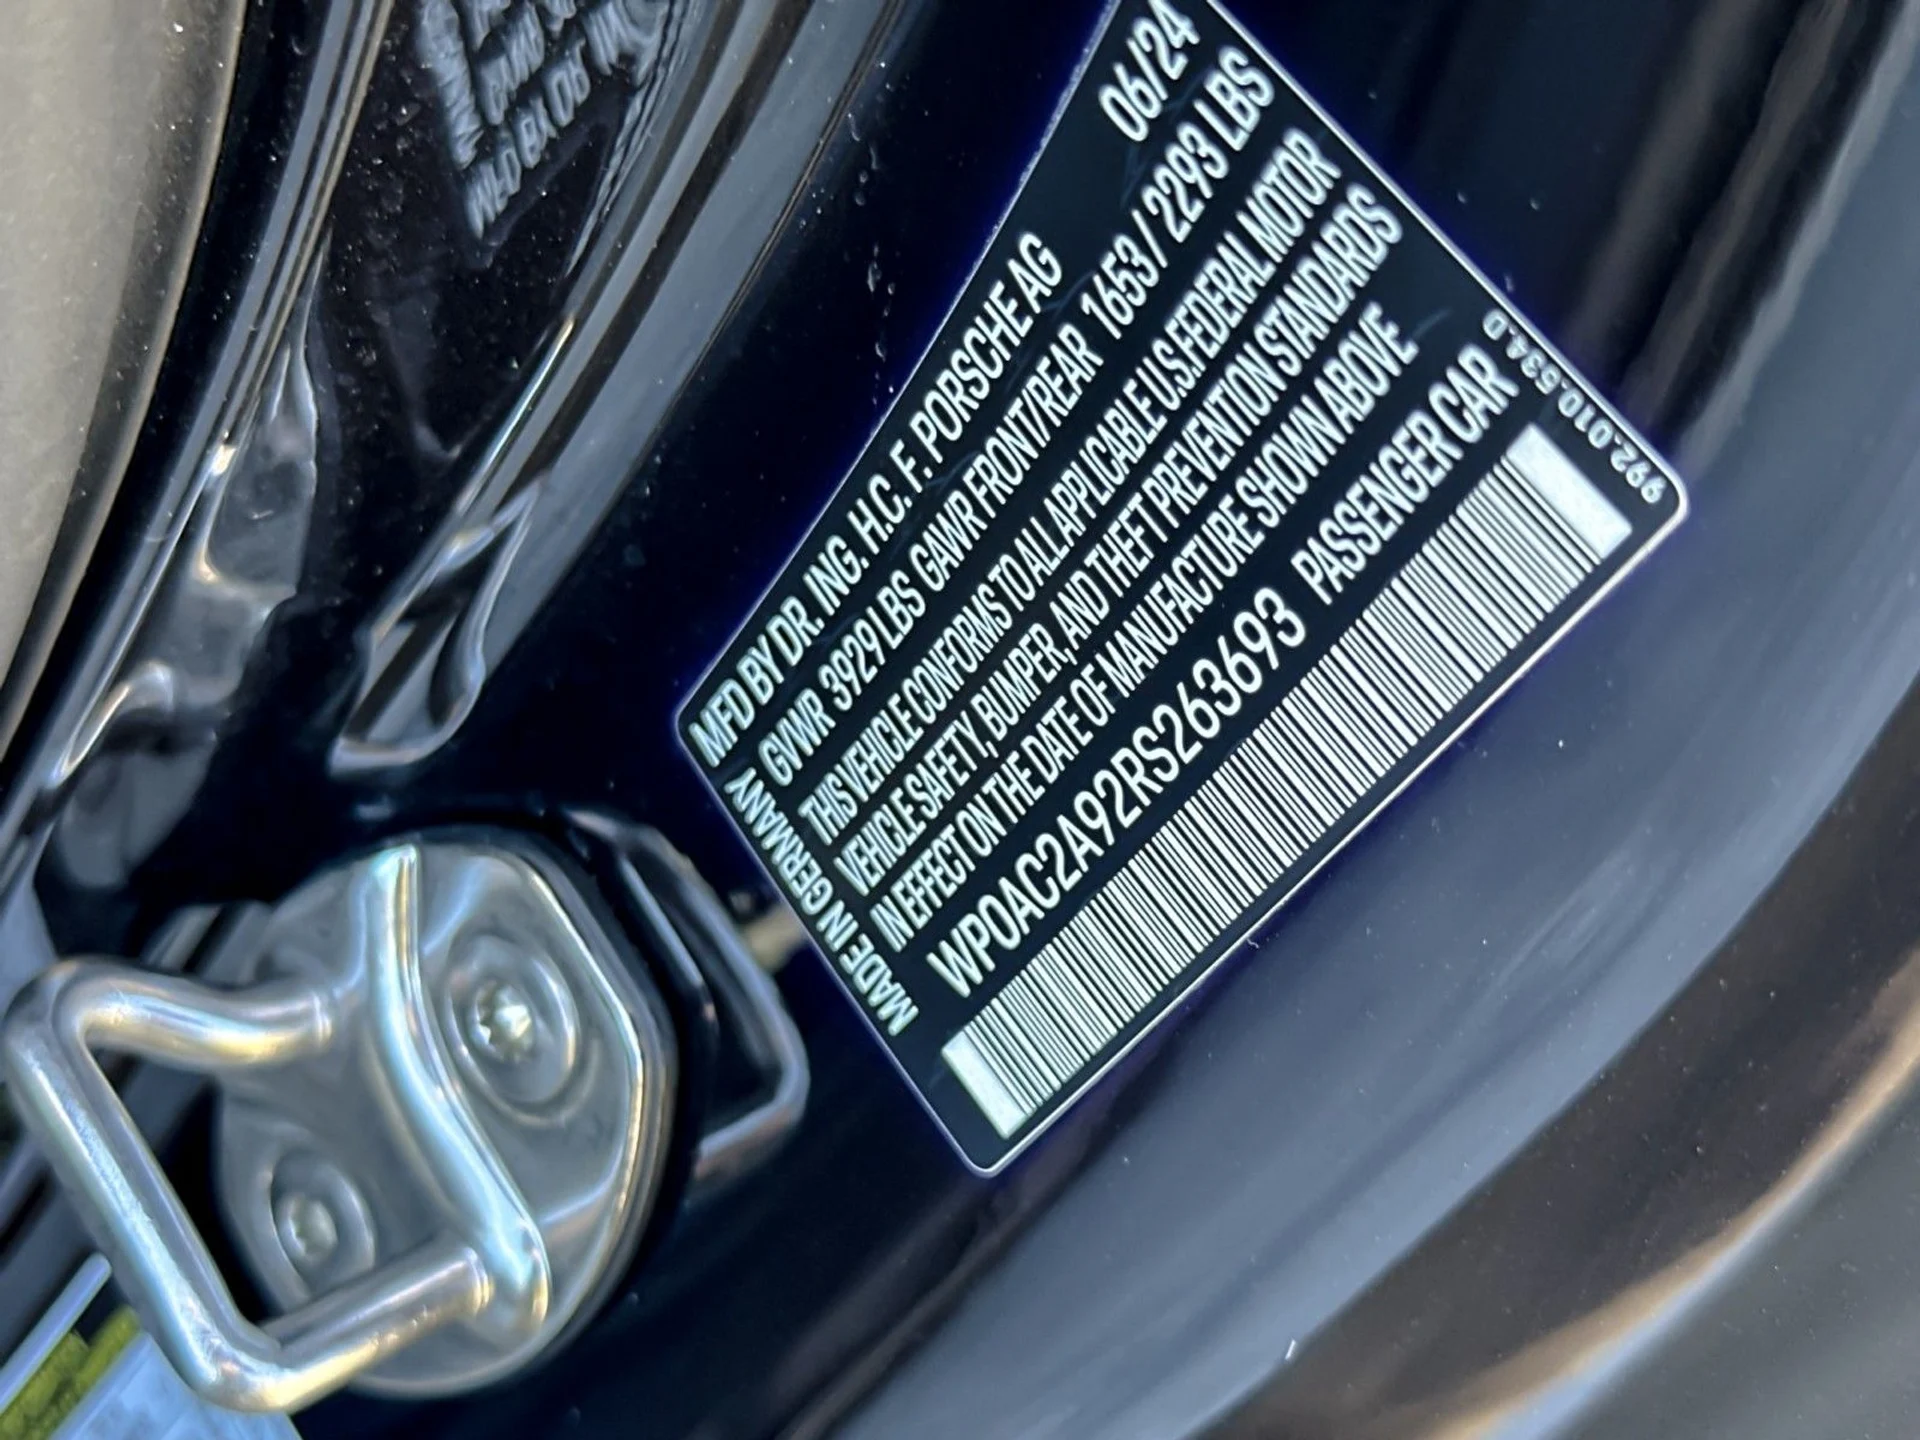 06/24
MFD BY DR. ING. H.C. F. PORSCHE AG
GVWR 3929 LBS GAWR FRONT/REAR 1653 / 2293 LBS
THIS VEHICLE CONFORMS TO ALL APPLICABLE U.S.FEDERAL MOTOR
VEHICLE SAFETY, BUMPER, AND THEFT PREVENTION STANDARDS
IN EFFECT ON THE DATE OF MANUFACTURE SHOWN ABOVE
WP0AC2A92RS263693 PASSENGER CAR
MADE IN GERMANY
992.010.534.D